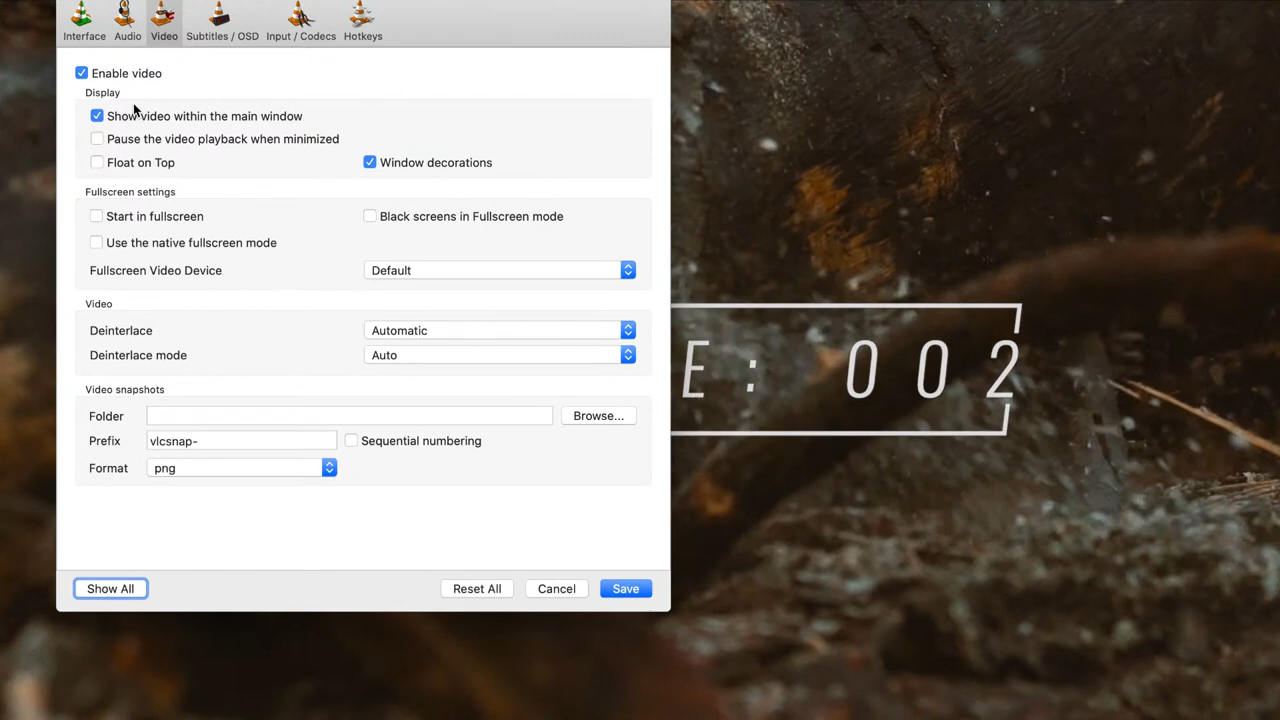 Interface Audio Video Subtitles / OSD Input / Codecs Hotkeys
Enable video
Display
Show video within the main window
Pause the video playback when minimized
Float on Top Window decorations
Fullscreen settings
Start in fullscreen Black screens in Fullscreen mode
Use the native fullscreen mode
Fullscreen Video Device Default
Video
Deinterlace Automatic
Deinterlace mode Auto
E: 002
Video snapshots
Folder Browse...
Prefix vlcsnap- Sequential numbering
Format png
Show All Reset All Cancel Save